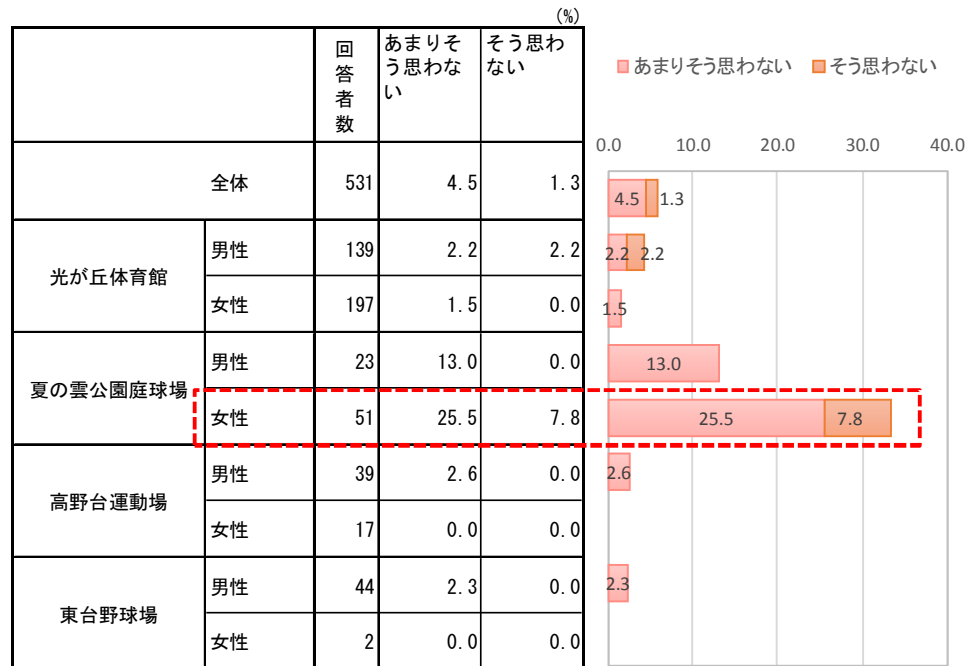 (%)
回答者数 あまりそう思わない そう思わない
全体 531 4.5 1.3
光が丘体育館 男性 139 2.2 2.2
女性 197 1.5 0.0
夏の雲公園庭球場 男性 23 13.0 0.0
女性 51 25.5 7.8
高野台運動場 男性 39 2.6 0.0
女性 17 0.0 0.0
東台野球場 男性 44 2.3 0.0
女性 2 0.0 0.0
あまりそう思わない そう思わない
0.0 10.0 20.0 30.0 40.0
4.5 1.3
2.2 2.2
1.5
13.0
25.5 7.8
2.6
2.3